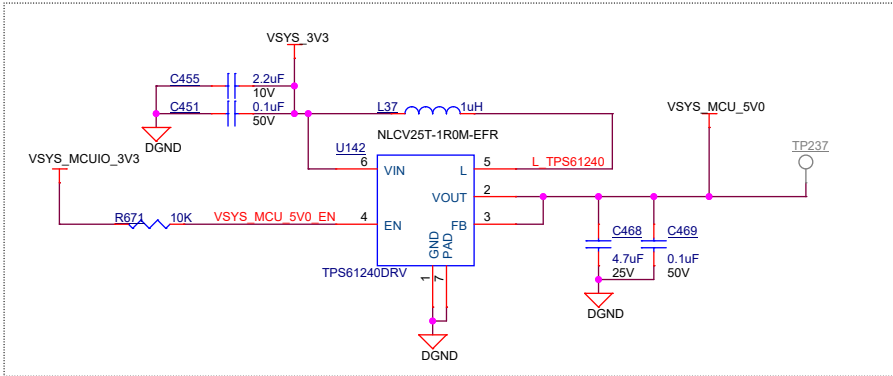 VSYS_3V3
C455 2.2uF
10V
C451 0.1uF
50V
DGND
L37 1uH
NLCV25T-1R0M-EFR
VSYS_MCU_5V0
TP237
VSYS_MCUIO_3V3
U142
6 VIN L 5 L_TPS61240
VOUT 2
R671 10K VSYS_MCU_5V0_EN 4 EN FB 3
GND
PAD
TPS61240DRV
1
7
C468 C469
4.7uF 0.1uF
25V 50V
DGND
DGND